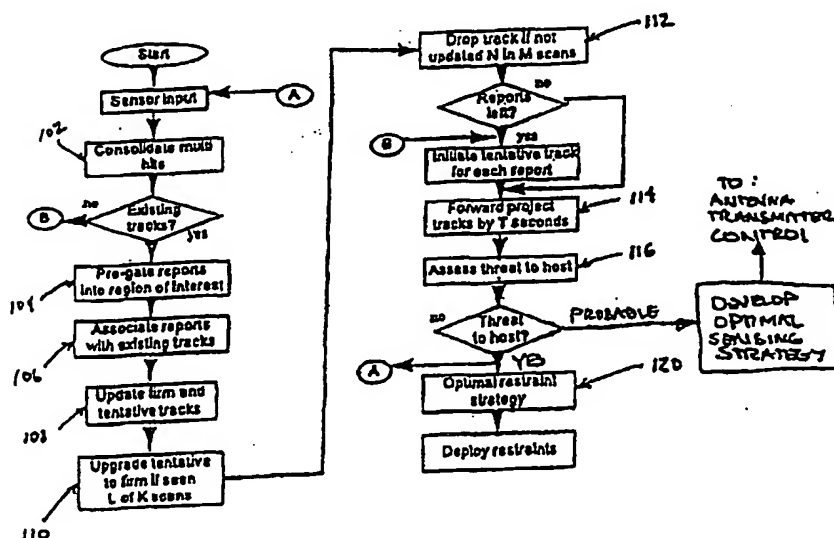 Start
Sensor Input
A
102
Consolidate multi
hits
no
B
Existing
tracks?
yes
104
Pre-gate reports
into region of interest
106
Associate reports
with existing tracks
108
Update firm and
tentative tracks
110
Upgrade tentative
to firm if seen
L of K scans
112
Drop track if not
updated N in M scans
no
Reports
left?
B
yes
Initiate tentative track
for each report
114
Forward project
tracks by T seconds
116
Assess threat to host
no
Threat
to host?
PROBABLE
YES
A
120
Optimal restraint
strategy
Deploy restraints
TO:
ANTENNA
TRANSMITTER
CONTROL
DEVELOP
OPTIMAL
SENSING
STRATEGY